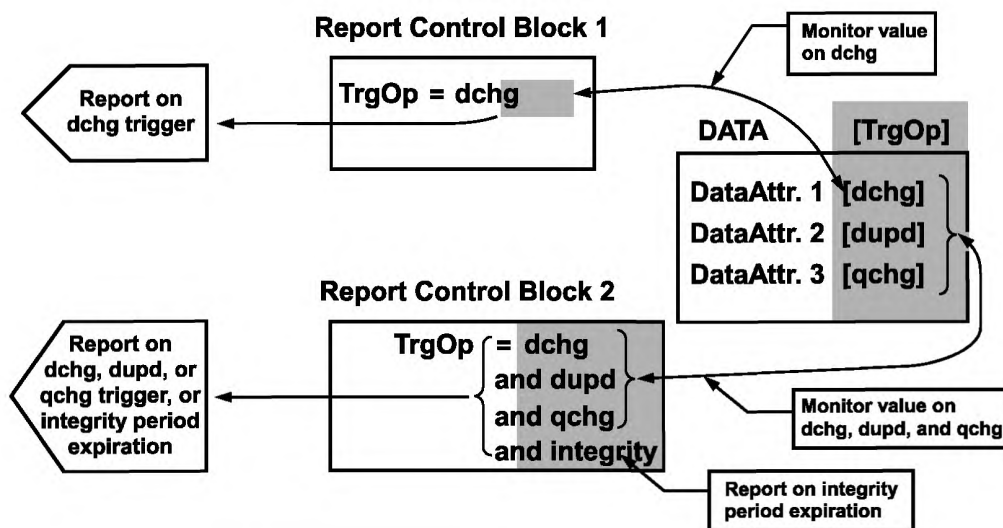 Report Control Block 1
Monitor value
on dchg
TrgOp = dchg
Report on
dchg trigger
DATA [TrgOp]
DataAttr. 1 [dchg]
DataAttr. 2 [dupd]
DataAttr. 3 [qchg]
Report Control Block 2
TrgOp = dchg
and dupd
and qchg
and integrity
Report on
dchg, dupd, or
qchg trigger, or
integrity period
expiration
Monitor value on
dchg, dupd, and qchg
Report on integrity
period expiration